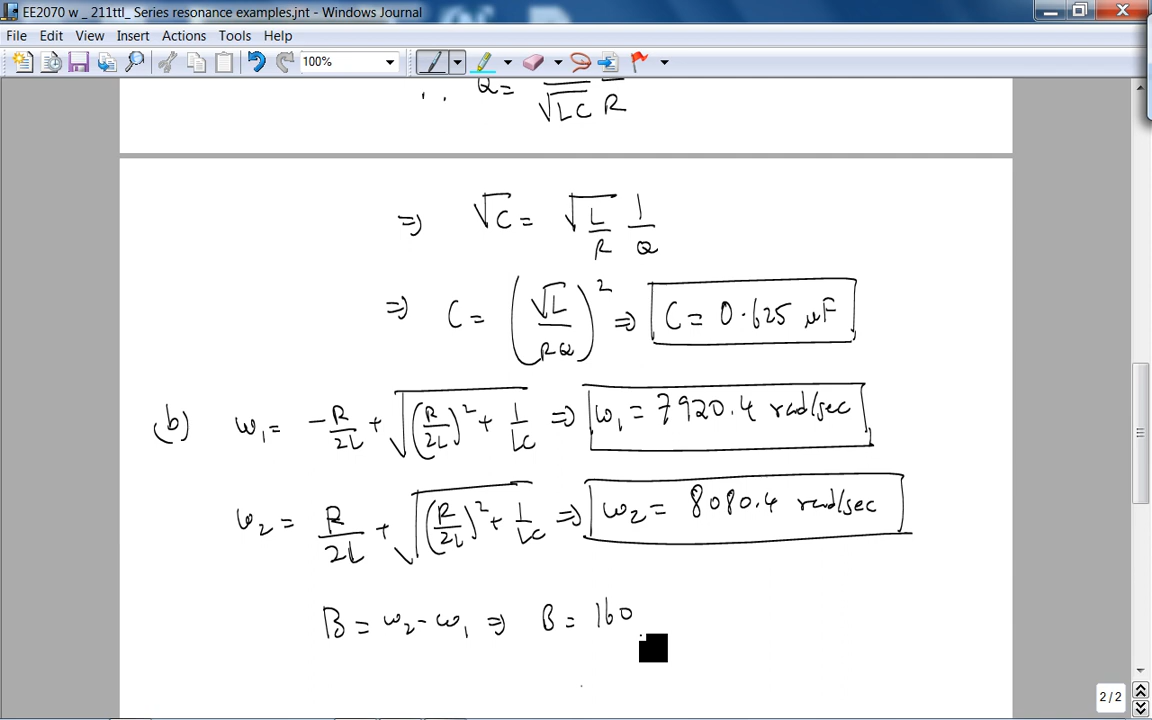 EE2070 w _ 211ttl_ Series resonance examples.jnt - Windows Journal
File Edit View Insert Actions Tools Help
100%
∴ Q = 1/√LC L/R
⇒ √C = √L/R 1/Q
⇒ C = (√L/RQ)² ⇒ C = 0.625 μF
(b) ω₁ = -R/2L + √((R/2L)² + 1/LC) ⇒ ω₁ = 7920.4 rad/sec
ω₂ = R/2L + √((R/2L)² + 1/LC) ⇒ ω₂ = 8080.4 rad/sec
B = ω₂ - ω₁ ⇒ B = 160
2/2